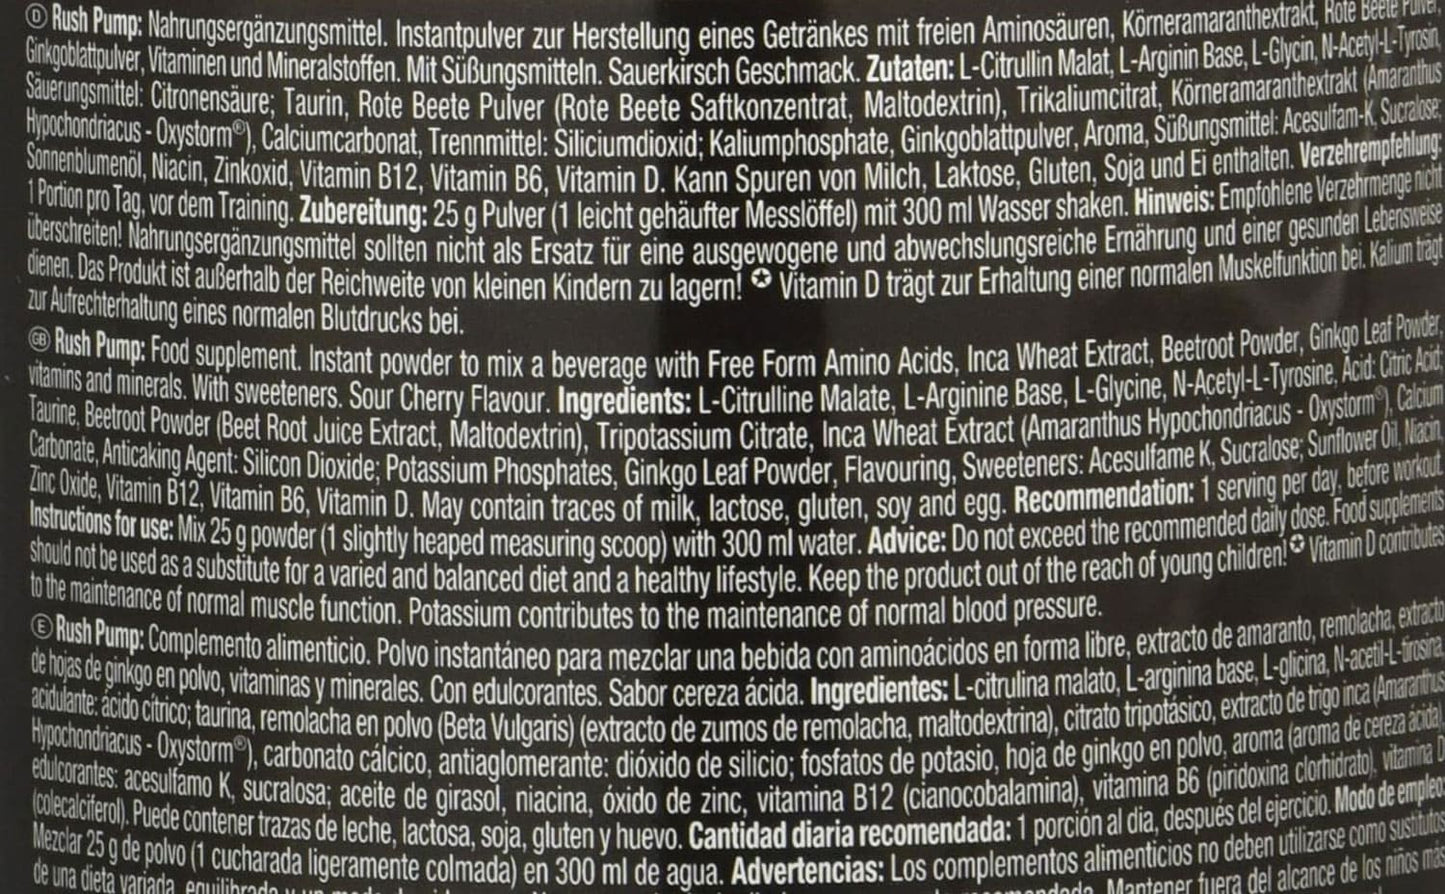 D Rush Pump: Nahrungsergänzungsmittel. Instantpulver zur Herstellung eines Getränkes mit freien Aminosäuren, Körneramaranthextrakt, Rote Beete Pulver,
Ginkgoblattpulver, Vitaminen und Mineralstoffen. Mit Süßungsmitteln. Sauerkirsch Geschmack. Zutaten: L-Citrullin Malat, L-Arginin Base, L-Glycin, N-Acetyl-L-Tyrosin,
Säuerungsmittel: Citronensäure; Taurin, Rote Beete Pulver (Rote Beete Saftkonzentrat, Maltodextrin), Trikaliumcitrat, Körneramaranthextrakt (Amaranthus
Hypochondriacus - Oxystorm®), Calciumcarbonat, Trennmittel: Siliciumdioxid; Kaliumphosphate, Ginkgoblattpulver, Aroma, Süßungsmittel: Acesulfam-K, Sucralose;
Sonnenblumenöl, Niacin, Zinkoxid, Vitamin B12, Vitamin B6, Vitamin D. Kann Spuren von Milch, Laktose, Gluten, Soja und Ei enthalten. Verzehrempfehlung:
1 Portion pro Tag, vor dem Training. Zubereitung: 25 g Pulver (1 leicht gehäufter Messlöffel) mit 300 ml Wasser shaken. Hinweis: Empfohlene Verzehrmenge nicht
überschreiten! Nahrungsergänzungsmittel sollten nicht als Ersatz für eine ausgewogene und abwechslungsreiche Ernährung und einer gesunden Lebensweise
dienen. Das Produkt ist außerhalb der Reichweite von kleinen Kindern zu lagern! ✪ Vitamin D trägt zur Erhaltung einer normalen Muskelfunktion bei. Kalium trägt
zur Aufrechterhaltung eines normalen Blutdrucks bei.
GB Rush Pump: Food supplement. Instant powder to mix a beverage with Free Form Amino Acids, Inca Wheat Extract, Beetroot Powder, Ginkgo Leaf Powder,
vitamins and minerals. With sweeteners. Sour Cherry Flavour. Ingredients: L-Citrulline Malate, L-Arginine Base, L-Glycine, N-Acetyl-L-Tyrosine, Acid: Citric Acid;
Taurine, Beetroot Powder (Beet Root Juice Extract, Maltodextrin), Tripotassium Citrate, Inca Wheat Extract (Amaranthus Hypochondriacus - Oxystorm®), Calcium
Carbonate, Anticaking Agent: Silicon Dioxide; Potassium Phosphates, Ginkgo Leaf Powder, Flavouring, Sweeteners: Acesulfame K, Sucralose; Sunflower Oil, Niacin,
Zinc Oxide, Vitamin B12, Vitamin B6, Vitamin D. May contain traces of milk, lactose, gluten, soy and egg. Recommendation: 1 serving per day, before workout.
Instructions for use: Mix 25 g powder (1 slightly heaped measuring scoop) with 300 ml water. Advice: Do not exceed the recommended daily dose. Food supplements
should not be used as a substitute for a varied and balanced diet and a healthy lifestyle. Keep the product out of the reach of young children! ✪ Vitamin D contributes
to the maintenance of normal muscle function. Potassium contributes to the maintenance of normal blood pressure.
E Rush Pump: Complemento alimenticio. Polvo instantáneo para mezclar una bebida con aminoácidos en forma libre, extracto de amaranto, remolacha, extracto
de hojas de ginkgo en polvo, vitaminas y minerales. Con edulcorantes. Sabor cereza ácida. Ingredientes: L-citrulina malato, L-arginina base, L-glicina, N-acetil-L-tirosina,
acidulante: ácido cítrico; taurina, remolacha en polvo (Beta Vulgaris) (extracto de zumos de remolacha, maltodextrina), citrato tripotásico, extracto de trigo inca (Amaranthus
Hypochondriacus - Oxystorm®), carbonato cálcico, antiaglomerante: dióxido de silicio; fosfatos de potasio, hoja de ginkgo en polvo, aroma (aroma de cereza ácida),
edulcorantes: acesulfamo K, sucralosa; aceite de girasol, niacina, óxido de zinc, vitamina B12 (cianocobalamina), vitamina B6 (piridoxina clorhidrato), vitamina D
(colecalciferol). Puede contener trazas de leche, lactosa, soja, gluten y huevo. Cantidad diaria recomendada: 1 porción al día, después del ejercicio. Modo de empleo:
Mezclar 25 g de polvo (1 cucharada ligeramente colmada) en 300 ml de agua. Advertencias: Los complementos alimenticios no deben utilizarse como sustitutos
de una dieta variada, equilibrada Mantener fuera del alcance de los niños más